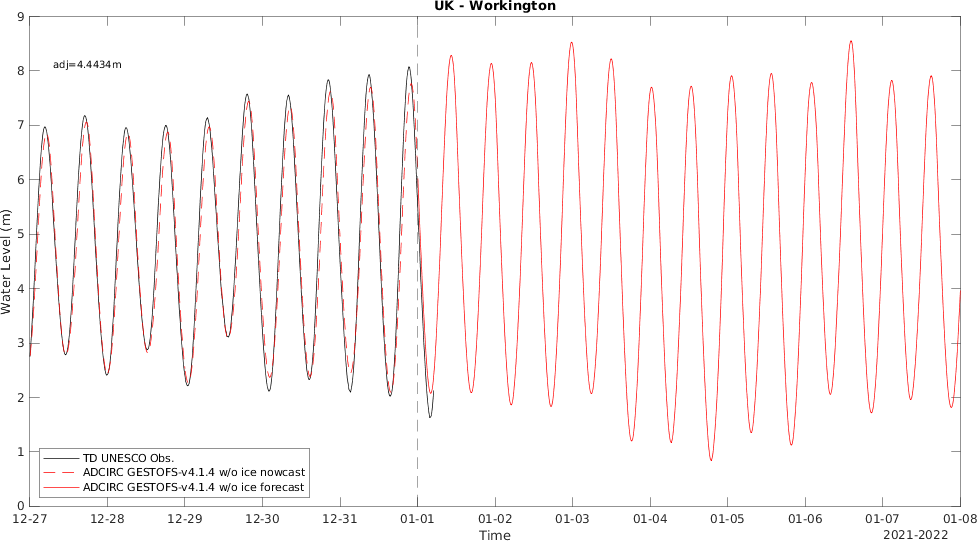 UK - Workington
9
8
7
6
5
4
3
2
1
0
Water Level (m)
adj=4.4434m
TD UNESCO Obs.
ADCIRC GESTOFS-v4.1.4 w/o ice nowcast
ADCIRC GESTOFS-v4.1.4 w/o ice forecast
12-27 12-28 12-29 12-30 12-31 01-01 01-02 01-03 01-04 01-05 01-06 01-07 01-08
Time
2021-2022